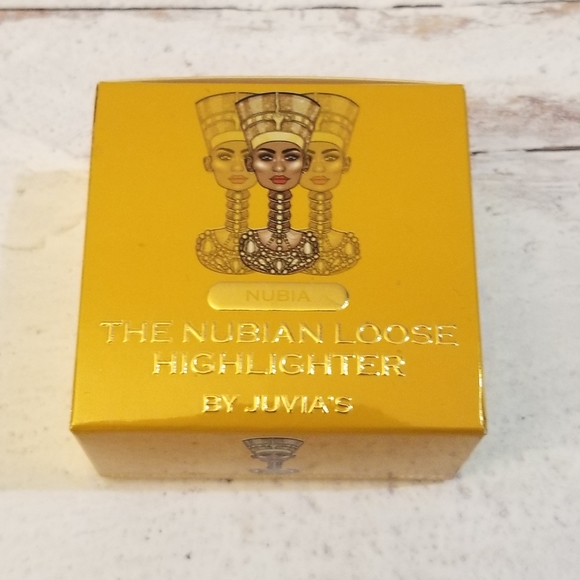 NUBIA
THE NUBIAN LOOSE
HIGHLIGHTER
BY JUVIA'S